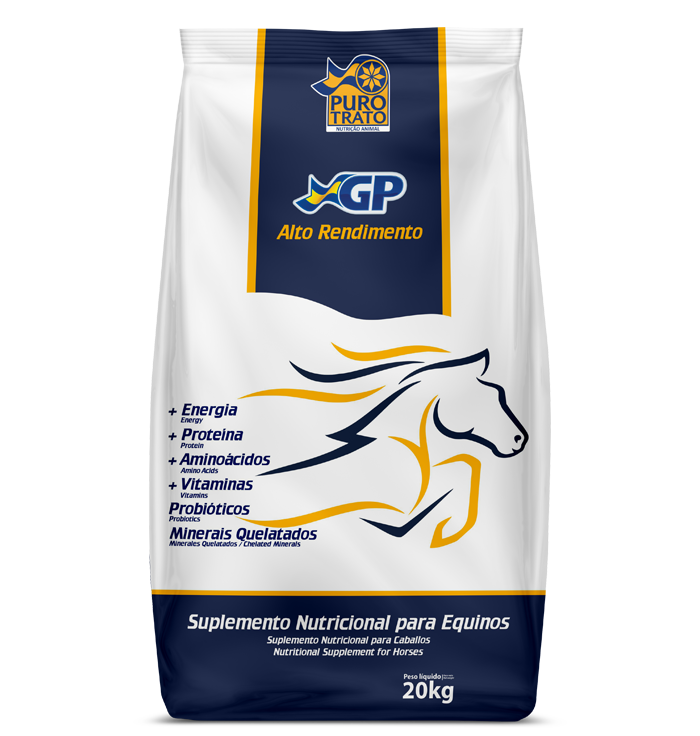 PURO
TRATO
NUTRIÇÃO ANIMAL
GP
Alto Rendimento
+ Energia
Energy
+ Proteína
Protein
+ Aminoácidos
Amino Acids
+ Vitaminas
Vitamins
Probióticos
Probiotics
Minerais Quelatados
Minerales Quelatados / Chelated Minerals
Suplemento Nutricional para Equinos
Suplemento Nutricional para Caballos
Nutritional Supplement for Horses
Peso líquido
20kg